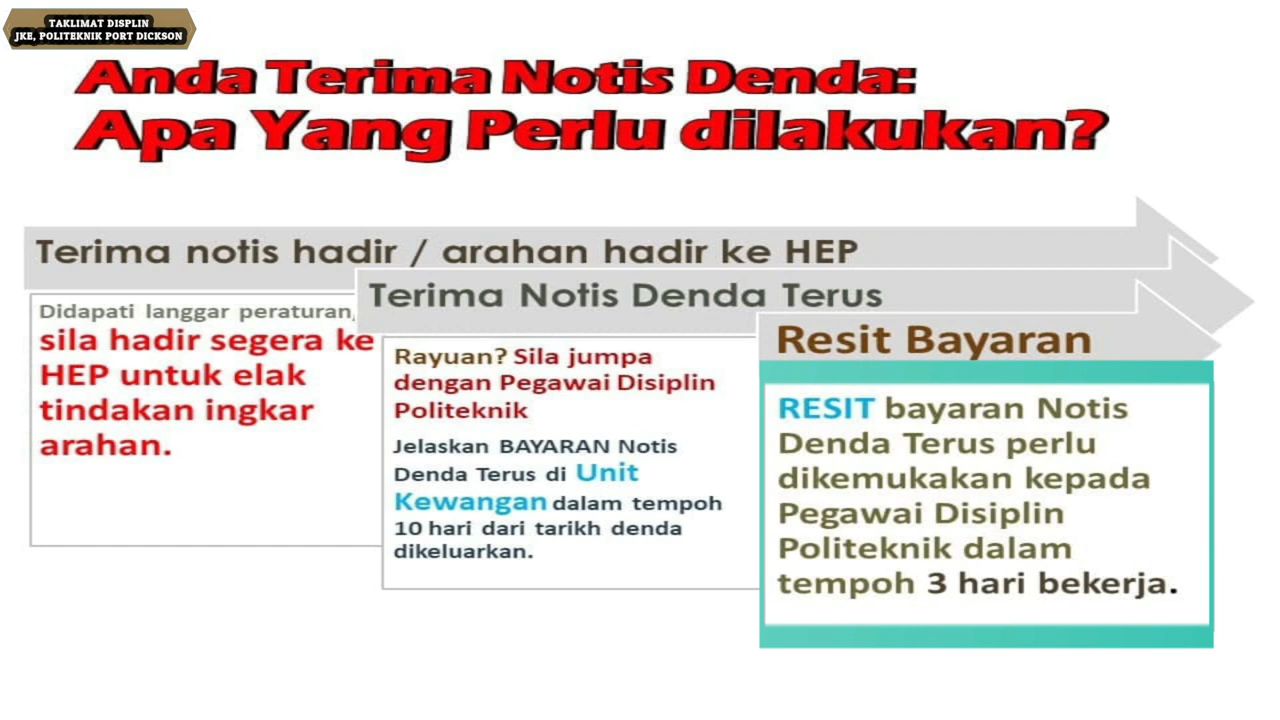 TAKLIMAT DISPLIN
JKE, POLITEKNIK PORT DICKSON
Anda Terima Notis Denda:
Apa Yang Perlu dilakukan?
Terima notis hadir / arahan hadir ke HEP
Didapati langgar peraturan,
sila hadir segera ke
HEP untuk elak
tindakan ingkar
arahan.
Terima Notis Denda Terus
Rayuan? Sila jumpa
dengan Pegawai Disiplin
Politeknik
Jelaskan BAYARAN Notis
Denda Terus di Unit
Kewangan dalam tempoh
10 hari dari tarikh denda
dikeluarkan.
Resit Bayaran
RESIT bayaran Notis
Denda Terus perlu
dikemukakan kepada
Pegawai Disiplin
Politeknik dalam
tempoh 3 hari bekerja.